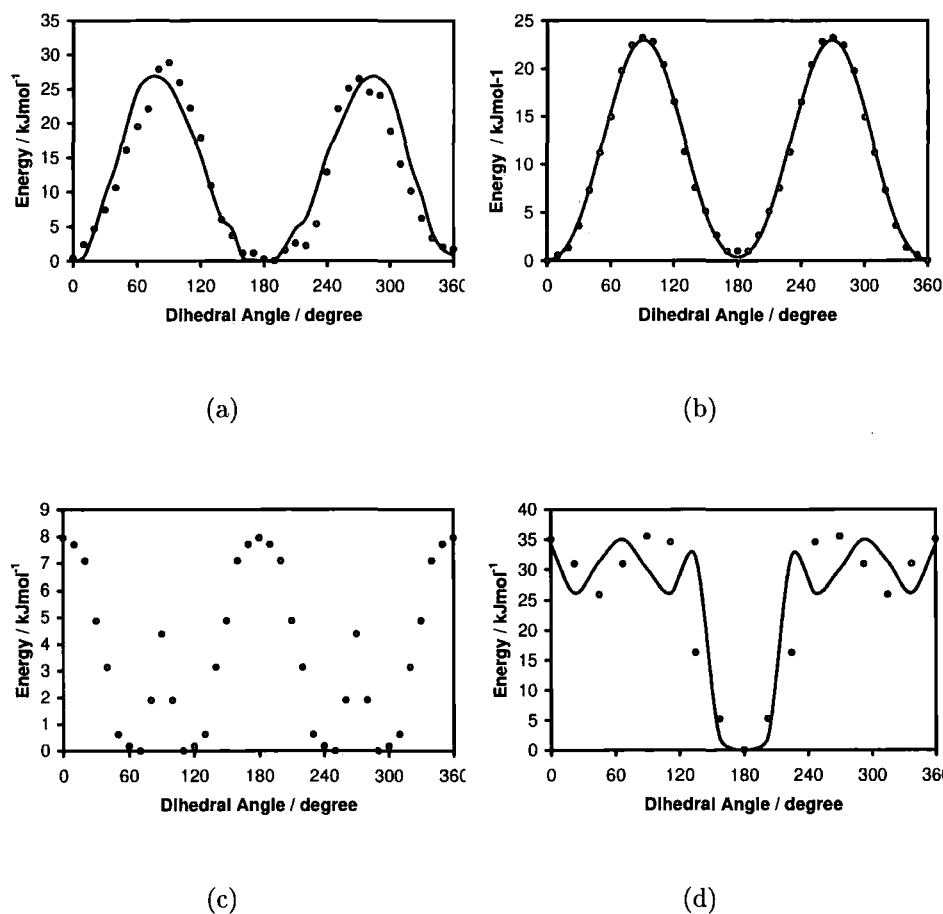 35
30
25
20
15
10
5
0
Energy / kJmol⁻¹
0 60 120 180 240 300 360
Dihedral Angle / degree
(a)
25
20
15
10
5
0
Energy / kJmol-1
0 60 120 180 240 300 360
Dihedral Angle / degree
(b)
9
8
7
6
5
4
3
2
1
0
Energy / kJmol⁻¹
0 60 120 180 240 300 360
Dihedral Angle / degree
(c)
40
35
30
25
20
15
10
5
0
Energy / kJmol⁻¹
0 60 120 180 240 300 360
Dihedral Angle / degree
(d)